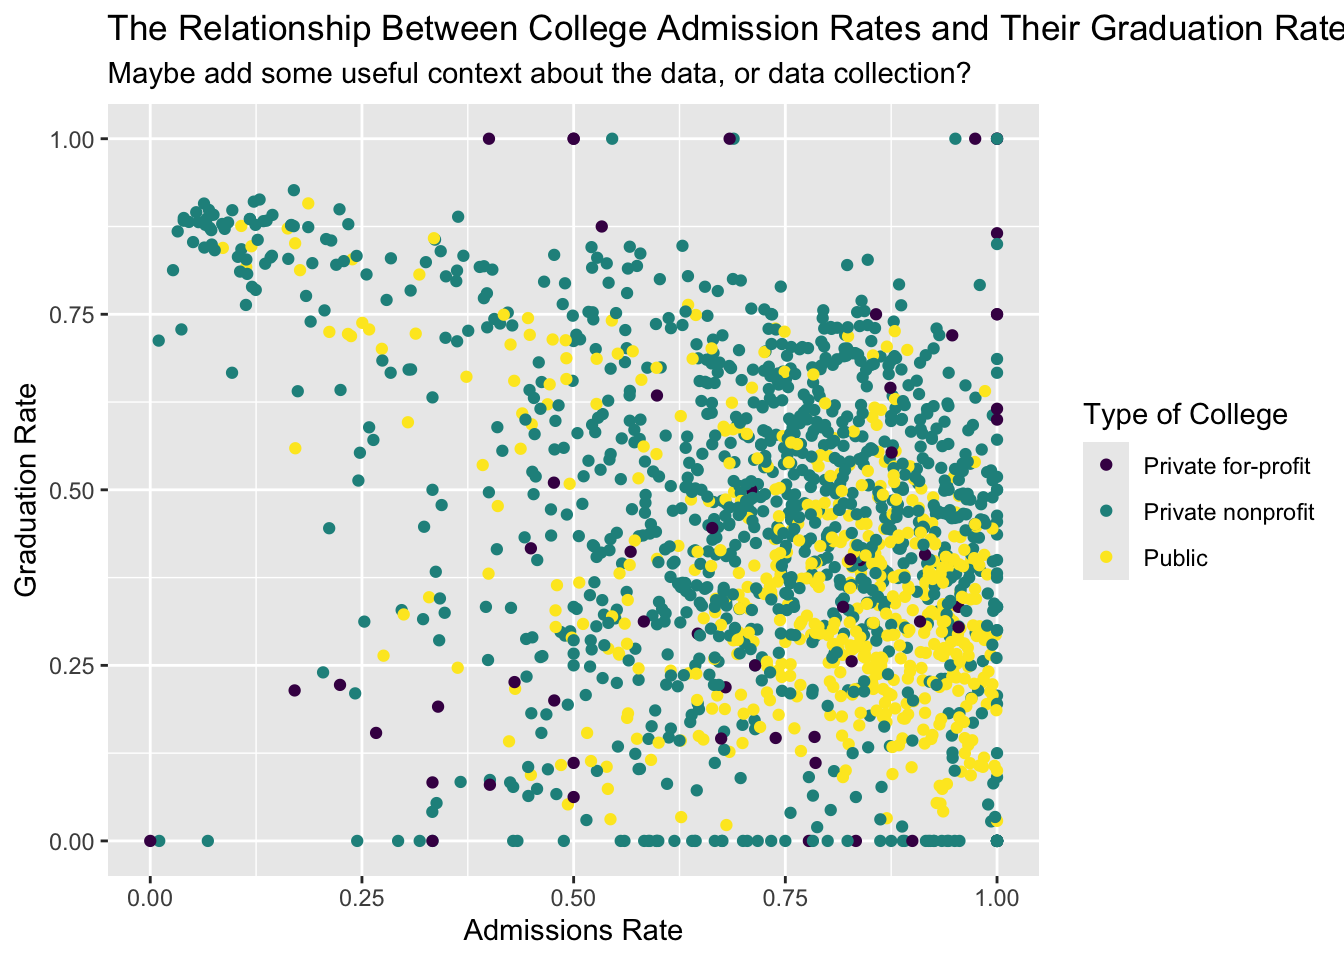 The Relationship Between College Admission Rates and Their Graduation Rate
Maybe add some useful context about the data, or data collection?
1.00
0.75
0.50
0.25
0.00
Graduation Rate
0.00 0.25 0.50 0.75 1.00
Admissions Rate
Type of College
Private for-profit
Private nonprofit
Public